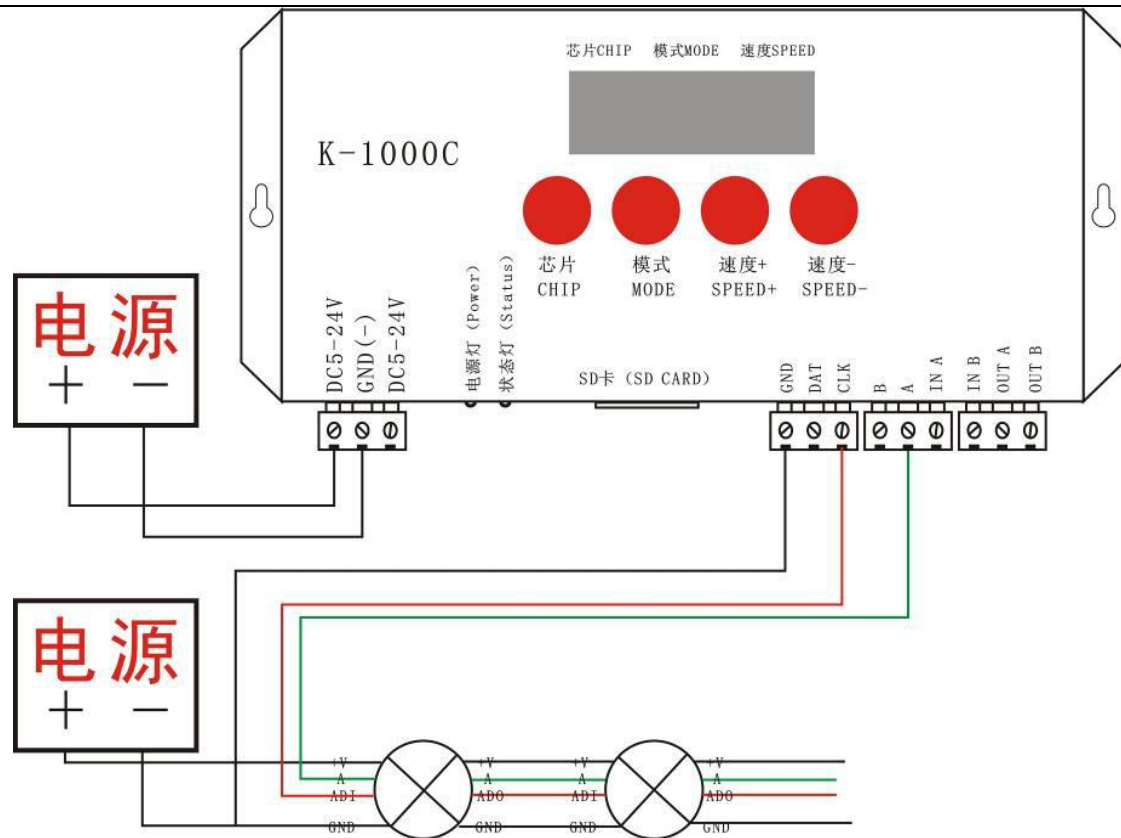 芯片CHIP 模式MODE 速度SPEED
K-1000C
芯片 模式 速度+ 速度-
CHIP MODE SPEED+ SPEED-
DC5-24V
GND(-)
DC5-24V
电源灯 (Power)
状态灯 (Status)
SD卡 (SD CARD)
GND
DAT
CLK
B
A
IN A
IN B
OUT A
OUT B
电源
+ −
电源
+ −
+V +V +V +V
A A A A
ADI ADO ADI ADO
GND GND GND GND